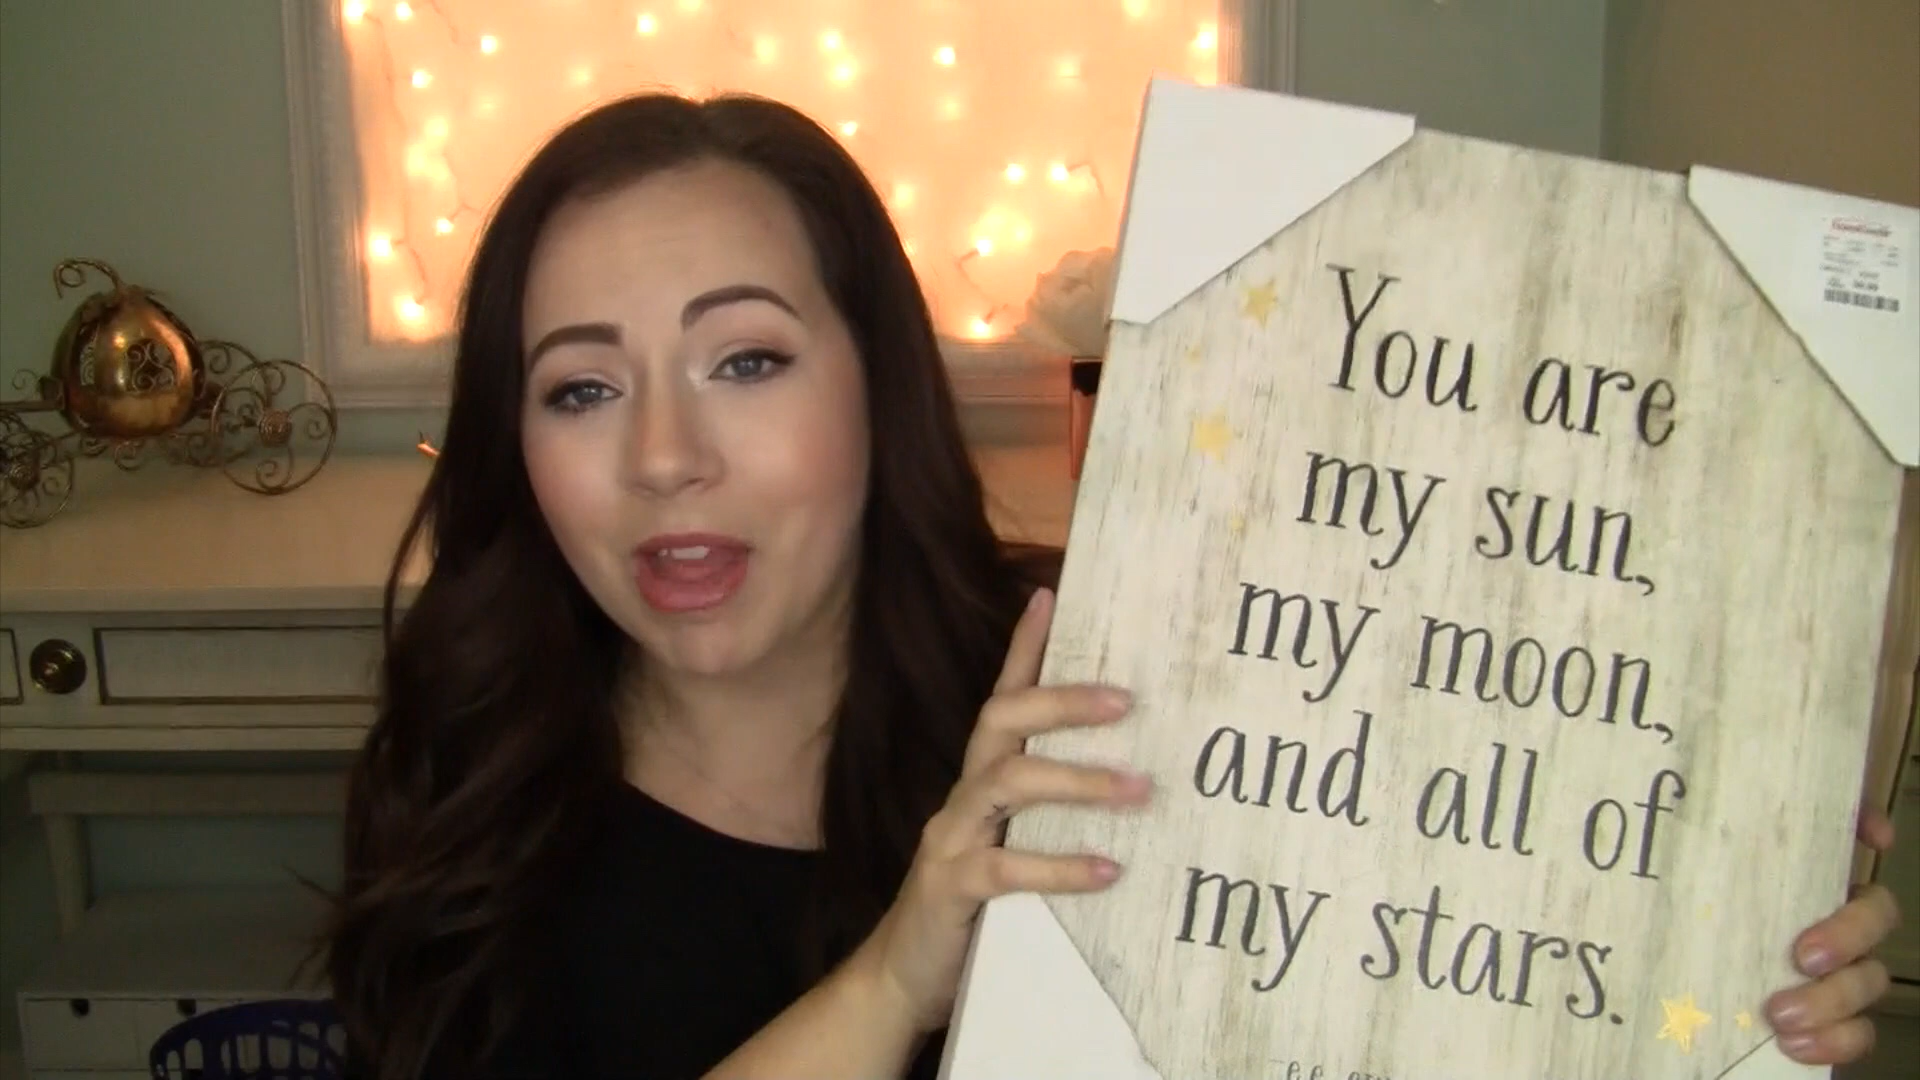 You are
my sun,
my moon,
and all of
my stars.